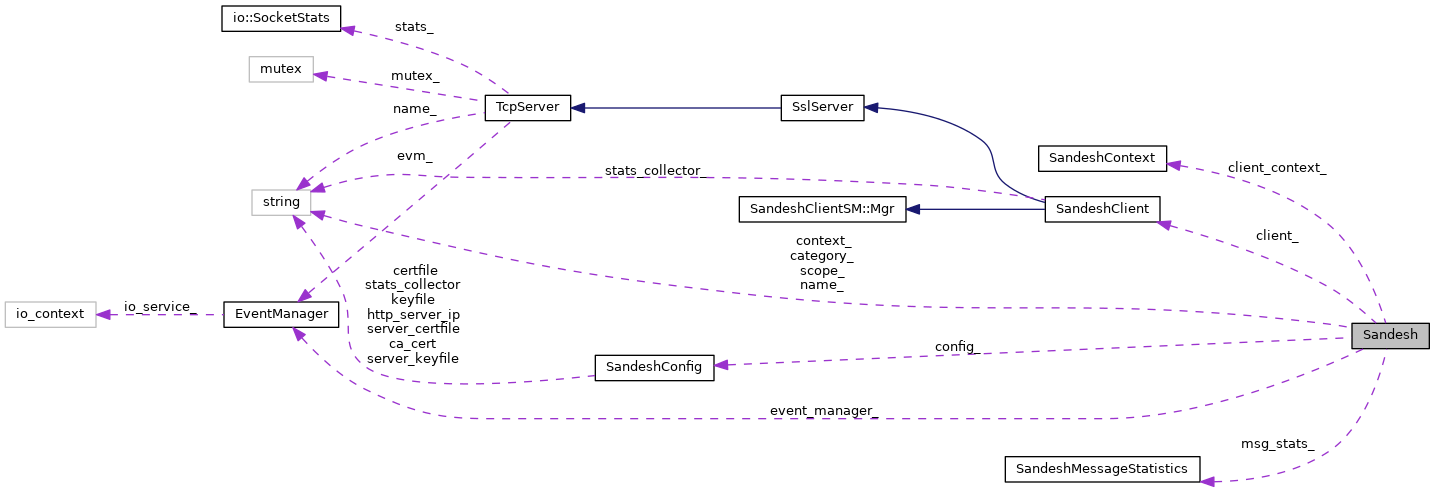 io::SocketStats
stats_
mutex
mutex_
TcpServer
SslServer
name_
evm_
SandeshContext
client_context_
stats_collector_
string
SandeshClientSM::Mgr
SandeshClient
client_
context_
category_
scope_
name_
certfile
stats_collector
keyfile
http_server_ip
server_certfile
ca_cert
server_keyfile
io_context
io_service_
EventManager
Sandesh
config_
SandeshConfig
event_manager_
msg_stats_
SandeshMessageStatistics